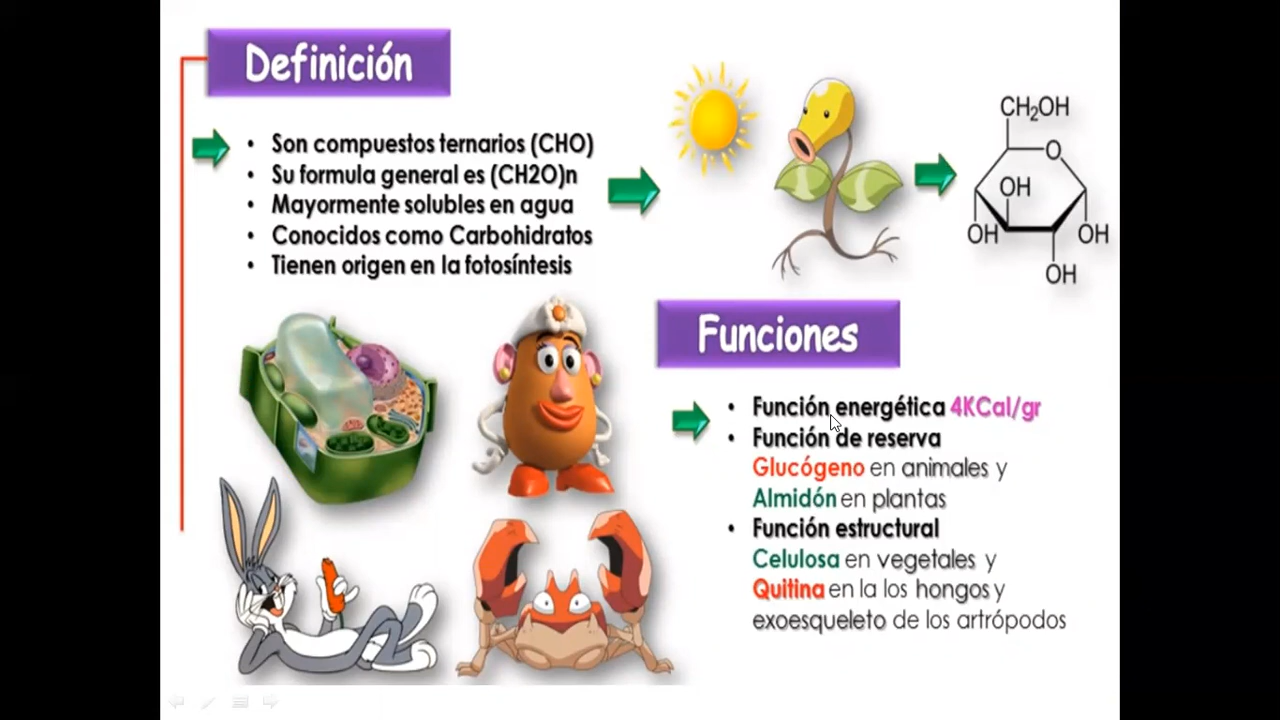 Definición
• Son compuestos ternarios (CHO)
• Su formula general es (CH2O)n
• Mayormente solubles en agua
• Conocidos como Carbohidratos
• Tienen origen en la fotosíntesis
CH₂OH
O
OH
OH
OH
OH
Funciones
• Función energética 4KCal/gr
• Función de reserva
Glucógeno en animales y
Almidón en plantas
• Función estructural
Celulosa en vegetales y
Quitina en la los hongos y
exoesqueleto de los artrópodos